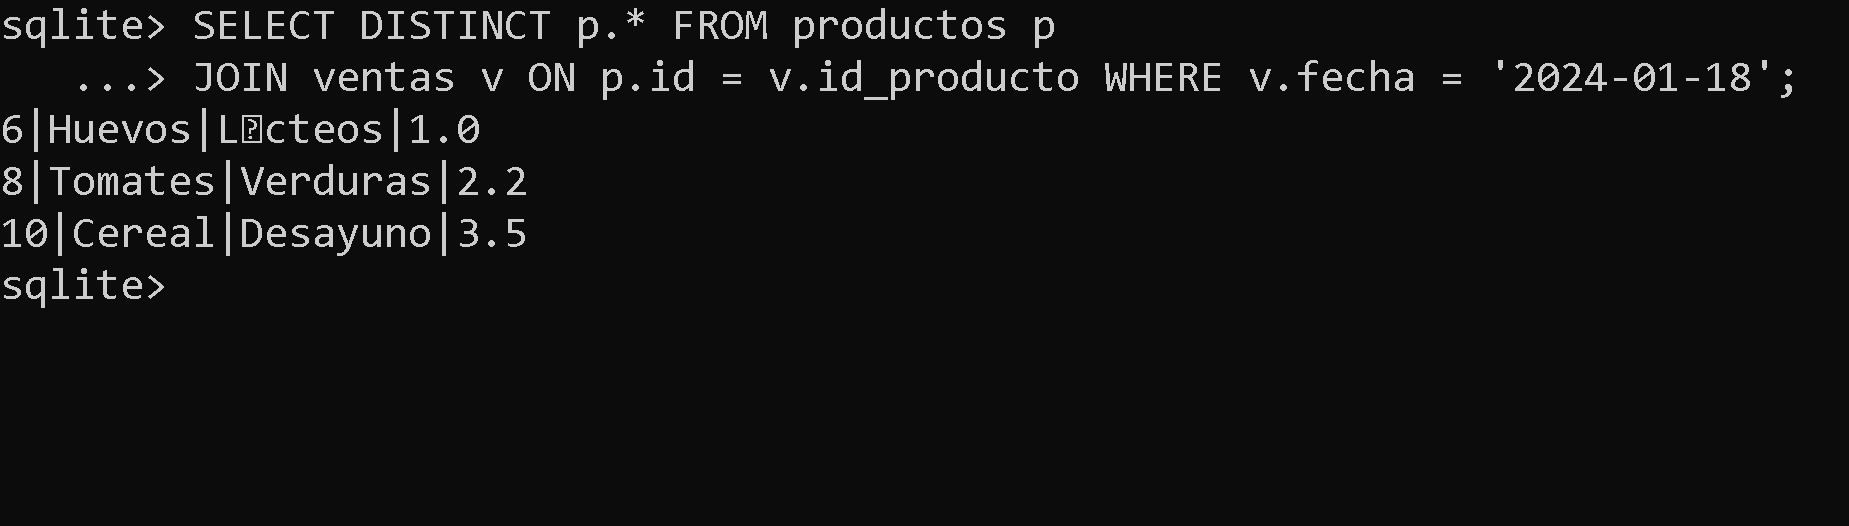 sqlite> SELECT DISTINCT p.* FROM productos p
   ...> JOIN ventas v ON p.id = v.id_producto WHERE v.fecha = '2024-01-18';
6|Huevos|L�cteos|1.0
8|Tomates|Verduras|2.2
10|Cereal|Desayuno|3.5
sqlite>